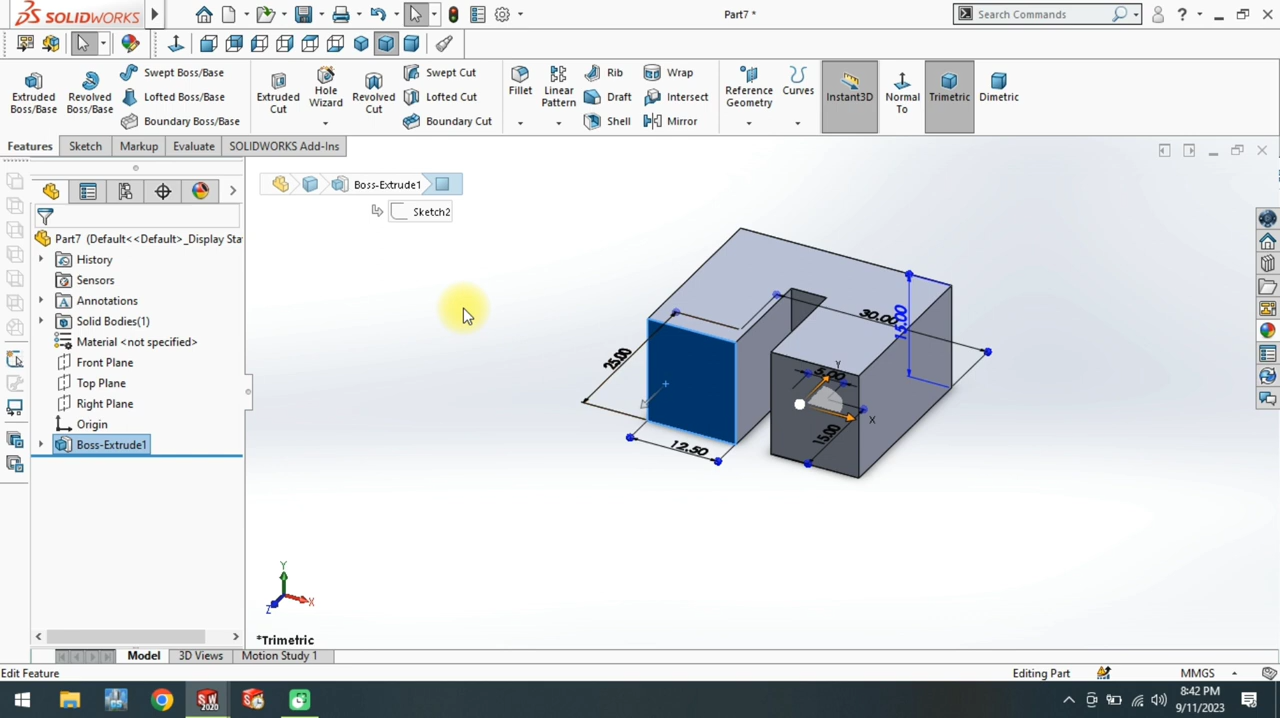 SOLIDWORKS
Part7 *
Search Commands
Extruded Boss/Base
Revolved Boss/Base
Swept Boss/Base
Lofted Boss/Base
Boundary Boss/Base
Extruded Cut
Hole Wizard
Revolved Cut
Swept Cut
Lofted Cut
Boundary Cut
Fillet
Linear Pattern
Rib
Draft
Shell
Wrap
Intersect
Mirror
Reference Geometry
Curves
Instant3D
Normal To
Trimetric
Dimetric
Features
Sketch
Markup
Evaluate
SOLIDWORKS Add-Ins
Boss-Extrude1
Sketch2
Part7 (Default<<Default>_Display Sta
History
Sensors
Annotations
Solid Bodies(1)
Material <not specified>
Front Plane
Top Plane
Right Plane
Origin
Boss-Extrude1
30.00
15.00
25.00
5.00
Y
X
15.00
12.50
Y
X
Z
*Trimetric
Model
3D Views
Motion Study 1
Edit Feature
Editing Part
MMGS
SW
2020
8:42 PM
9/11/2023